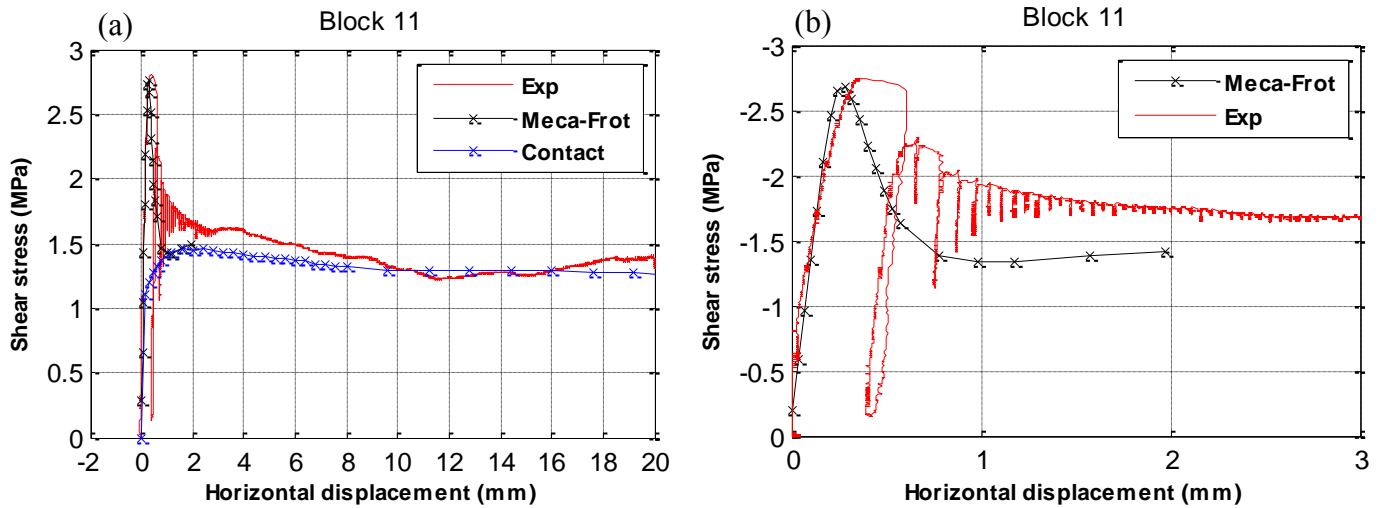 (a)
Block 11
3
2.5
2
1.5
1
0.5
0
-2 0 2 4 6 8 10 12 14 16 18 20
Shear stress (MPa)
Horizontal displacement (mm)
Exp
Meca-Frot
Contact
(b)
Block 11
-3
-2.5
-2
-1.5
-1
-0.5
0
0 1 2 3
Shear stress (MPa)
Horizontal displacement (mm)
Meca-Frot
Exp